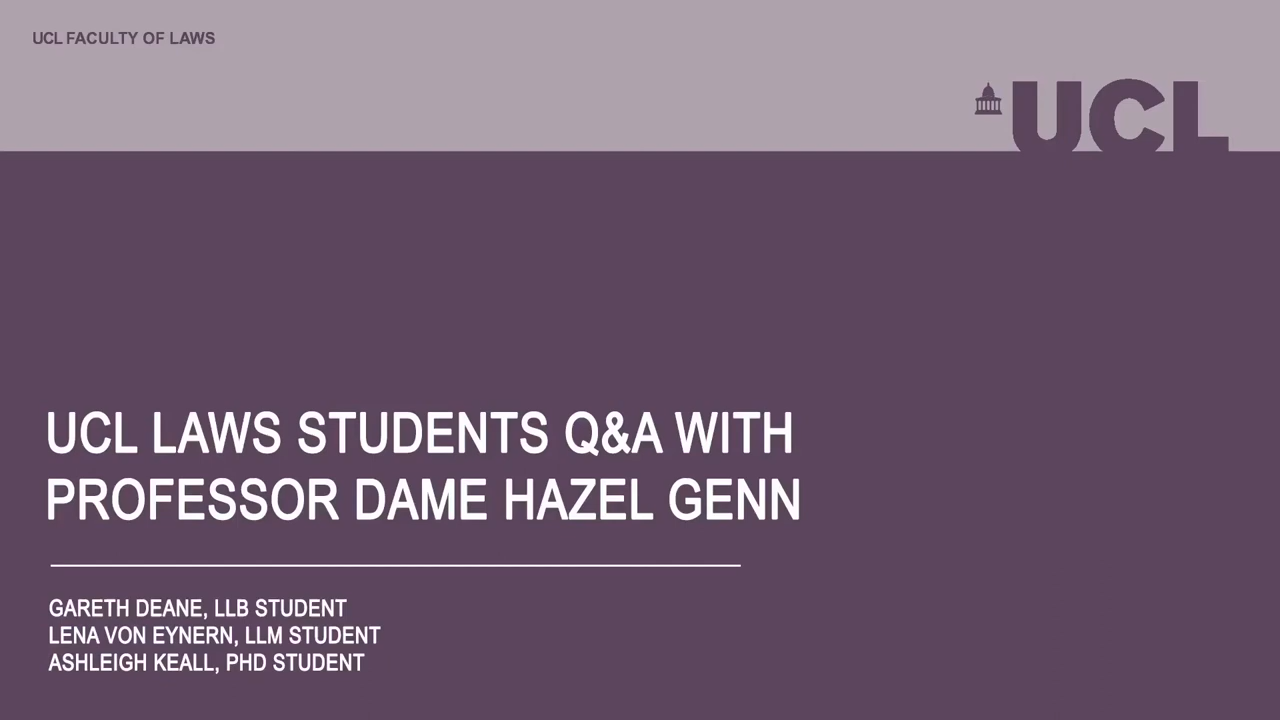 UCL FACULTY OF LAWS
UCL
UCL LAWS STUDENTS Q&A WITH
PROFESSOR DAME HAZEL GENN
GARETH DEANE, LLB STUDENT
LENA VON EYNERN, LLM STUDENT
ASHLEIGH KEALL, PHD STUDENT